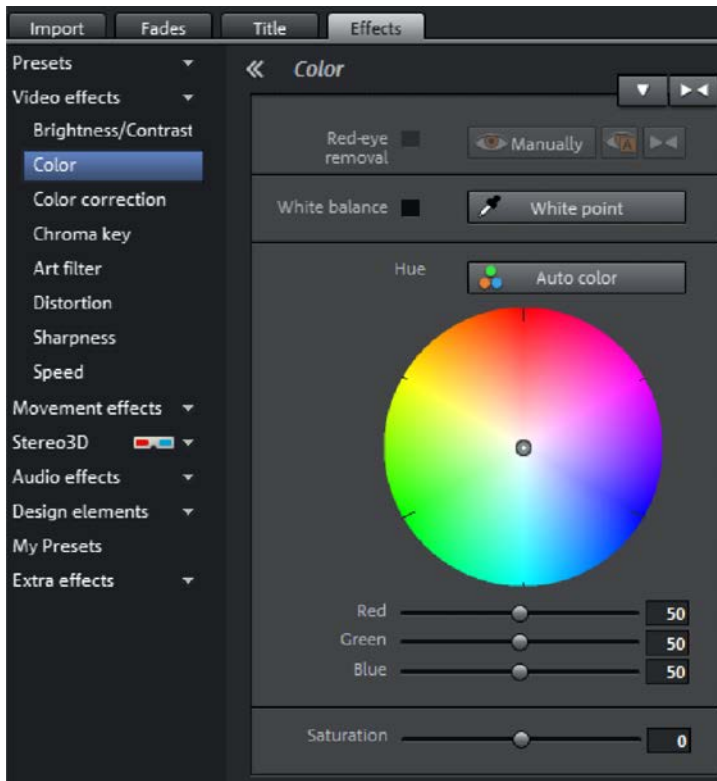 Import Fades Title Effects
Presets
Video effects
Brightness/Contrast
Color
Color correction
Chroma key
Art filter
Distortion
Sharpness
Speed
Movement effects
Stereo3D
Audio effects
Design elements
My Presets
Extra effects
Color
Red-eye
removal
Manually
A
White balance White point
Hue Auto color
Red 50
Green 50
Blue 50
Saturation 0